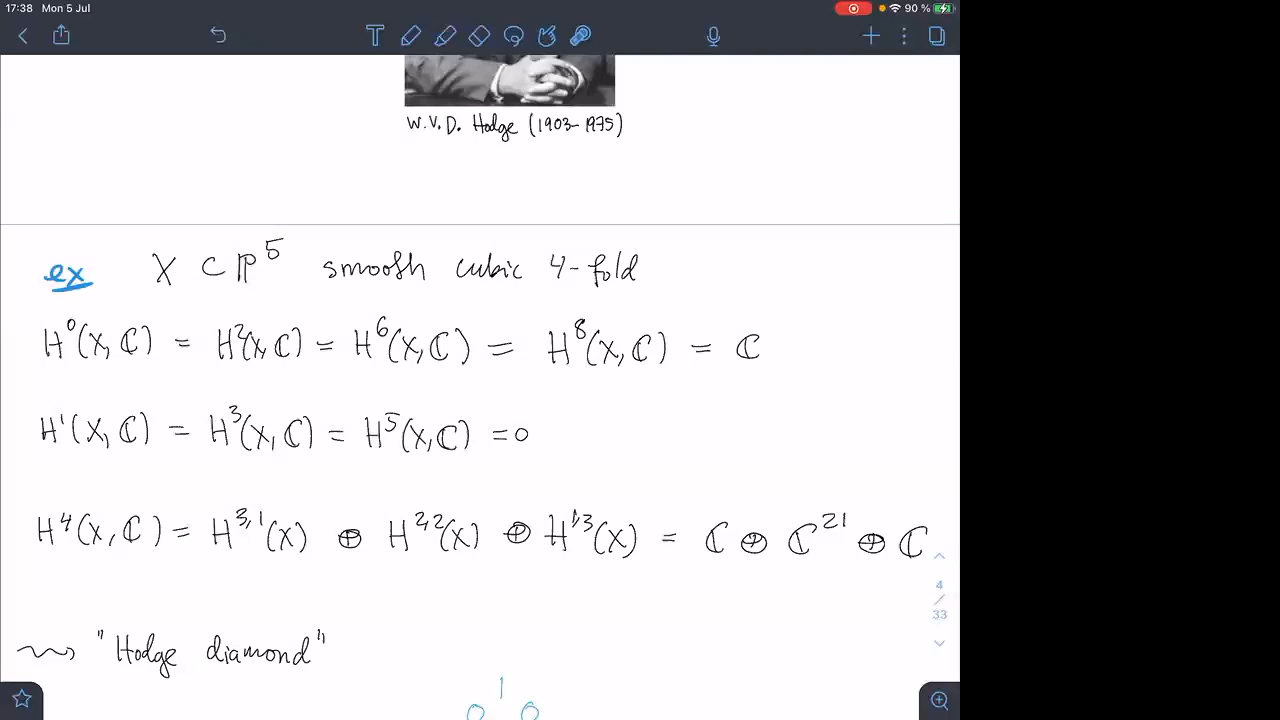 17:38 Mon 5 Jul
90 %
W.V.D. Hodge (1903-1975)
ex X ⊂ ℙ⁵ smooth cubic 4-fold
H⁰(X, ℂ) = H²(X, ℂ) = H⁶(X, ℂ) = H⁸(X, ℂ) = ℂ
H¹(X, ℂ) = H³(X, ℂ) = H⁵(X, ℂ) = 0
H⁴(X, ℂ) = H³,¹(X) ⊕ H²,²(X) ⊕ H¹,³(X) = ℂ ⊕ ℂ²¹ ⊕ ℂ
4
/
33
⇝ "Hodge diamond"
1
0 0